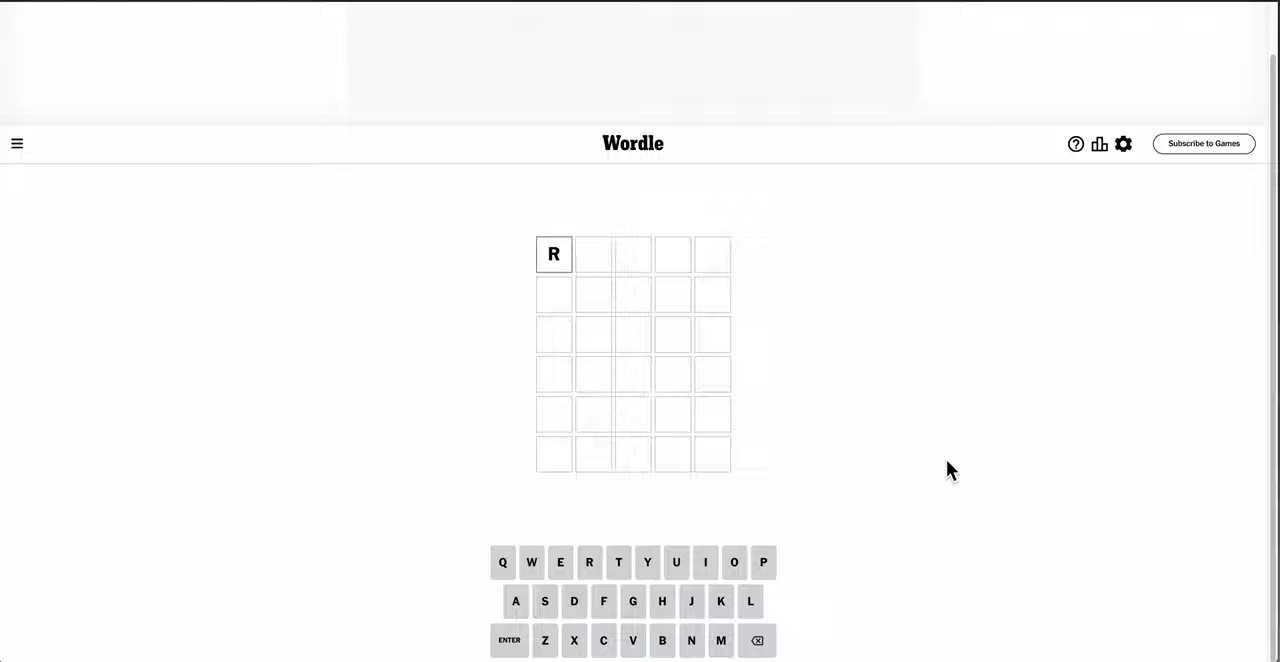 Wordle
Subscribe to Games
R
Q W E R T Y U I O P
A S D F G H J K L
ENTER Z X C V B N M